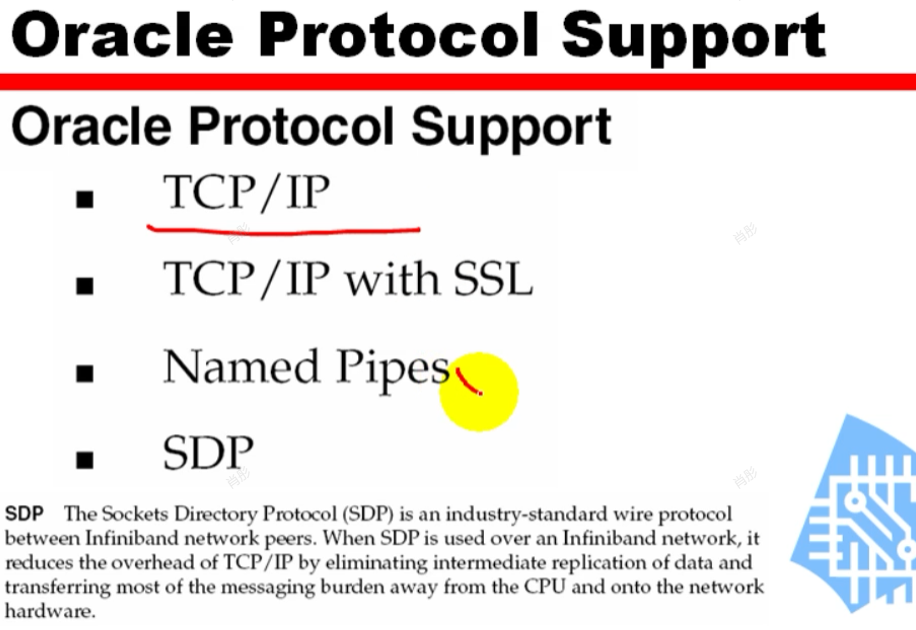 Oracle Protocol Support
Oracle Protocol Support
■ TCP/IP
■ TCP/IP with SSL
■ Named Pipes
■ SDP
SDP The Sockets Directory Protocol (SDP) is an industry-standard wire protocol
between Infiniband network peers. When SDP is used over an Infiniband network, it
reduces the overhead of TCP/IP by eliminating intermediate replication of data and
transferring most of the messaging burden away from the CPU and onto the network
hardware.